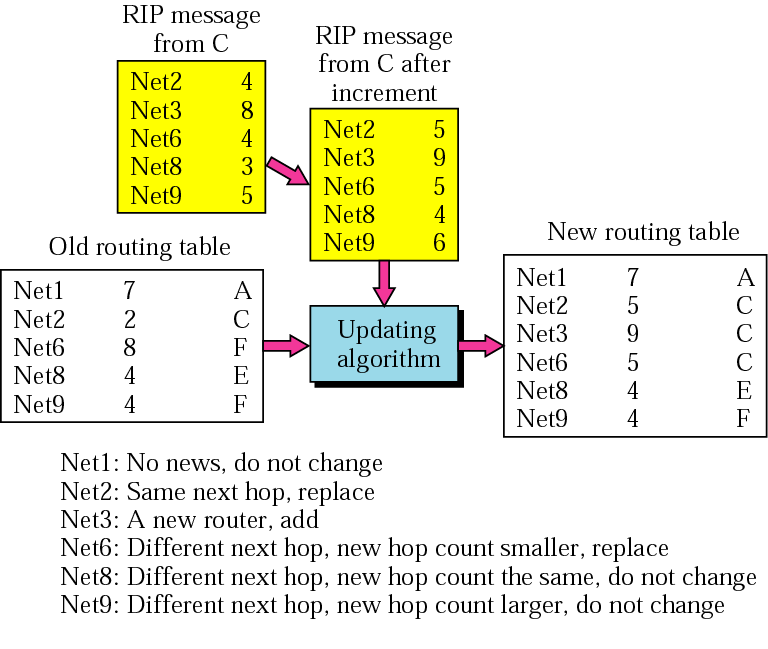 RIP message
from C
Net2 4
Net3 8
Net6 4
Net8 3
Net9 5
RIP message
from C after
increment
Net2 5
Net3 9
Net6 5
Net8 4
Net9 6
Old routing table
Net1 7 A
Net2 2 C
Net6 8 F
Net8 4 E
Net9 4 F
Updating
algorithm
New routing table
Net1 7 A
Net2 5 C
Net3 9 C
Net6 5 C
Net8 4 E
Net9 4 F
Net1: No news, do not change
Net2: Same next hop, replace
Net3: A new router, add
Net6: Different next hop, new hop count smaller, replace
Net8: Different next hop, new hop count the same, do not change
Net9: Different next hop, new hop count larger, do not change